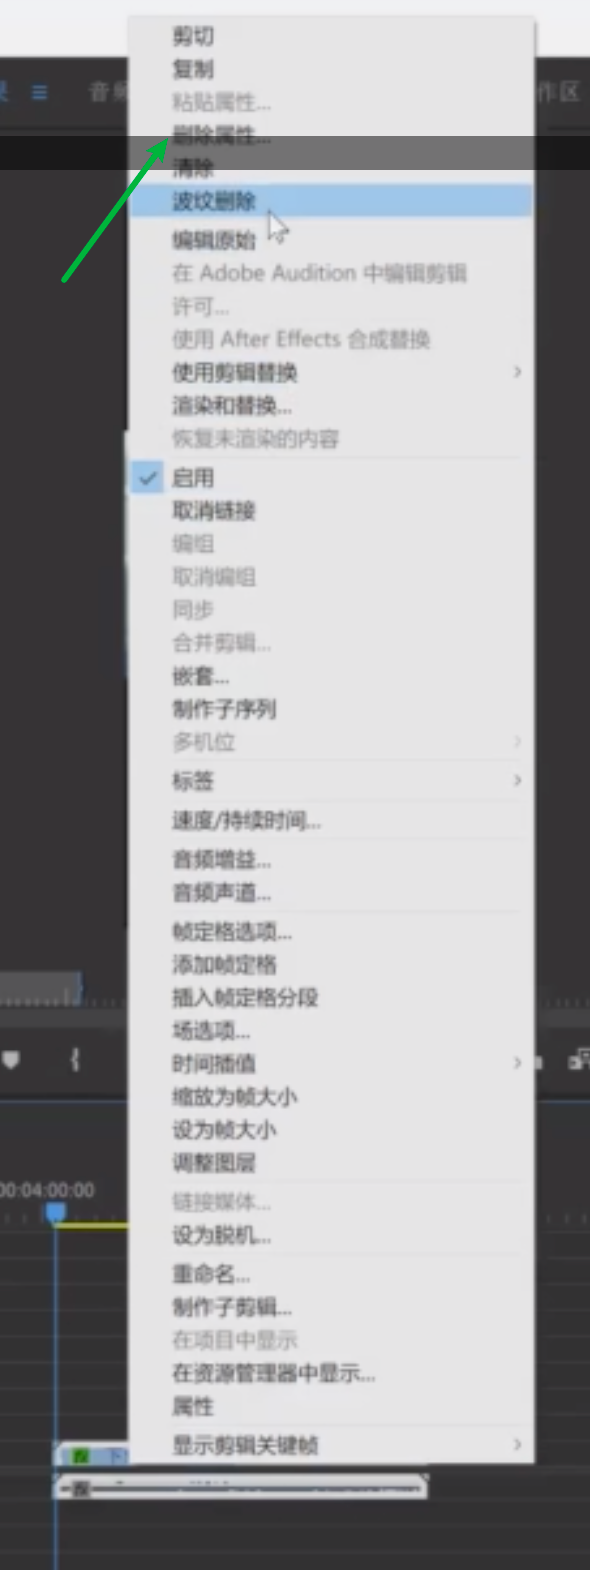 剪切
复制
音频
作区
粘贴属性...
删除属性...
清除
波纹删除
编辑原始
在 Adobe Audition 中编辑剪辑
许可...
使用 After Effects 合成替换
使用剪辑替换
渲染和替换...
恢复未渲染的内容
启用
取消链接
编组
取消编组
同步
合并剪辑...
嵌套...
制作子序列
多机位
标签
速度/持续时间...
音频增益...
音频声道...
帧定格选项...
添加帧定格
插入帧定格分段
场选项...
时间插值
缩放为帧大小
设为帧大小
调整图层
00:04:00:00
链接媒体...
设为脱机...
重命名...
制作子剪辑...
在项目中显示
在资源管理器中显示...
属性
显示剪辑关键帧